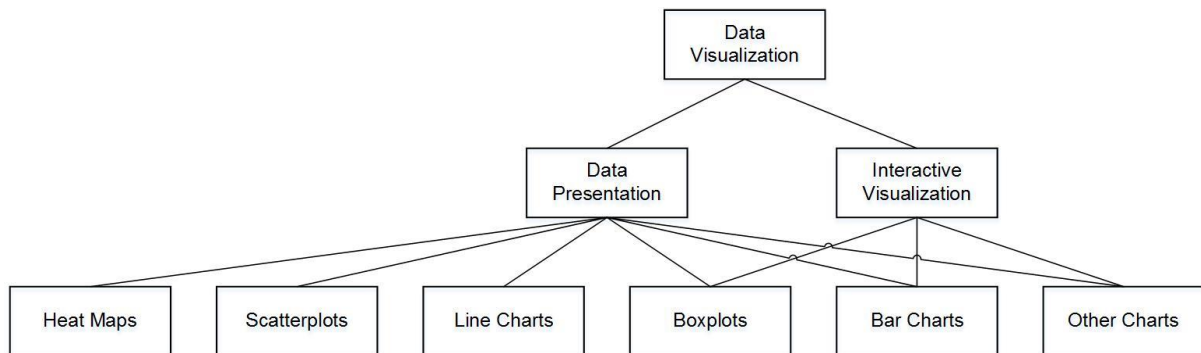 Data
Visualization
Data
Presentation
Interactive
Visualization
Heat Maps
Scatterplots
Line Charts
Boxplots
Bar Charts
Other Charts